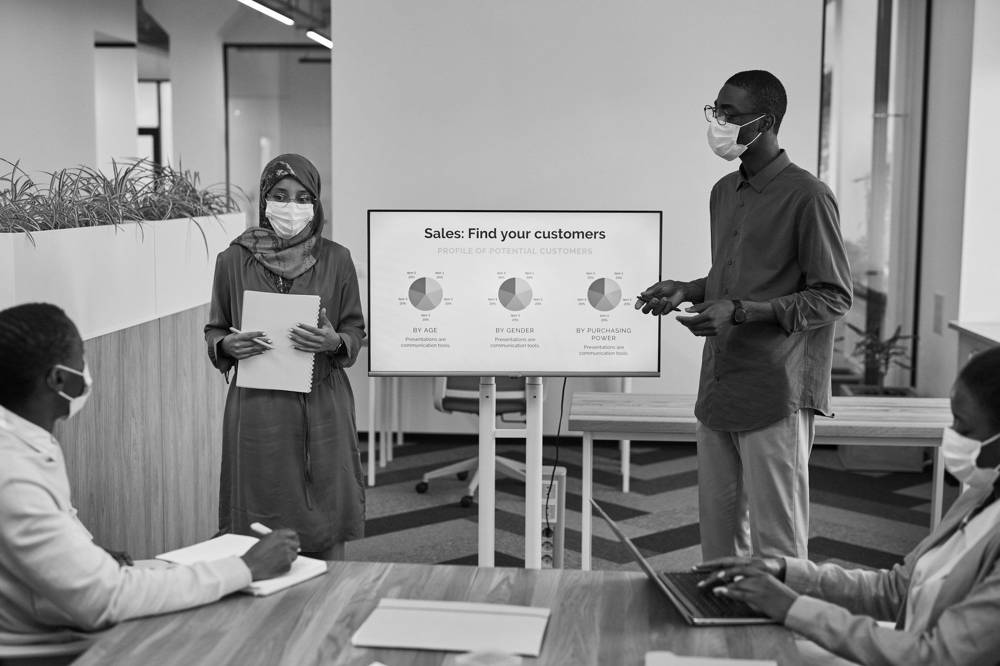 Sales: Find your customers
PROFILE OF POTENTIAL CUSTOMERS
Item 5
20%
Item 1
20%
Item 4
20%
Item 2
20%
Item 3
20%
BY AGE
Presentations are
communication tools.
Item 5
20%
Item 1
20%
Item 4
20%
Item 2
20%
Item 3
20%
BY GENDER
Presentations are
communication tools.
Item 5
20%
Item 1
20%
Item 4
20%
Item 2
20%
Item 3
20%
BY PURCHASING
POWER
Presentations are
communication tools.